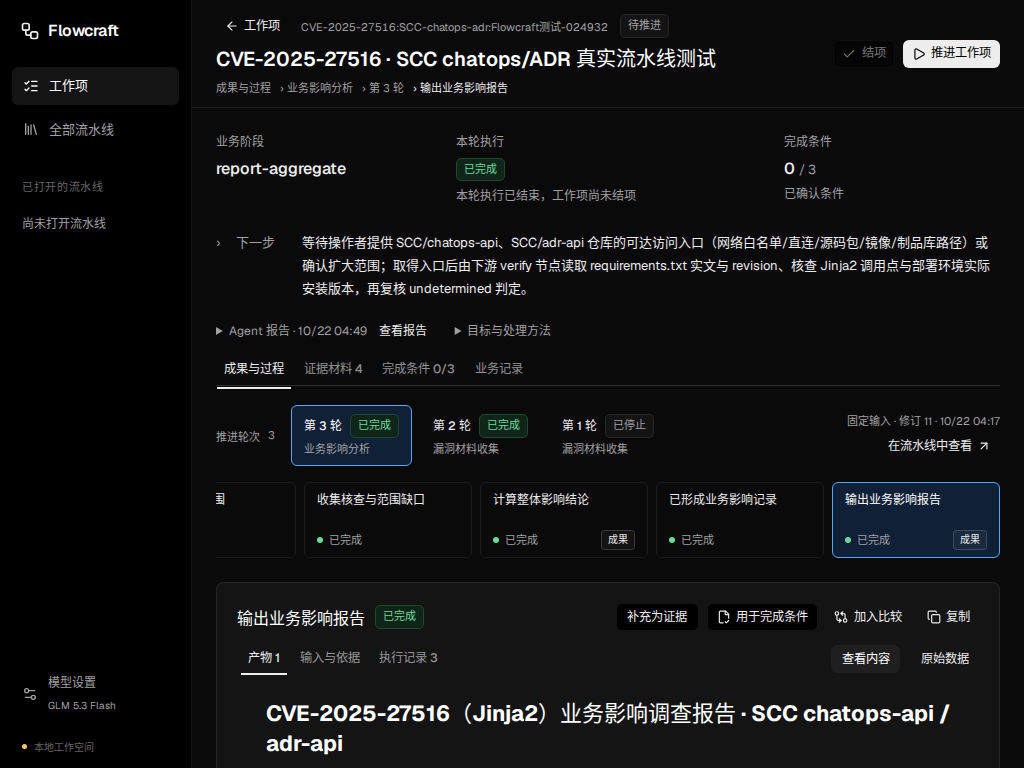 Flowcraft
工作项
全部流水线
已打开的流水线
尚未打开流水线
模型设置
GLM 5.3 Flash
本地工作空间
← 工作项 CVE-2025-27516:SCC-chatops-adr:Flowcraft测试-024932 待推进
CVE-2025-27516 · SCC chatops/ADR 真实流水线测试
结项 推进工作项
成果与过程 › 业务影响分析 › 第 3 轮 › 输出业务影响报告
业务阶段 本轮执行 完成条件
report-aggregate 已完成 0 / 3
本轮执行已结束，工作项尚未结项 已确认条件
› 下一步 等待操作者提供 SCC/chatops-api、SCC/adr-api 仓库的可达访问入口（网络白名单/直连/源码包/镜像/制品库路径）或
确认扩大范围；取得入口后由下游 verify 节点读取 requirements.txt 实文与 revision、核查 Jinja2 调用点与部署环境实际
安装版本，再复核 undetermined 判定。
▶ Agent 报告 · 10/22 04:49 查看报告 ▶ 目标与处理方法
成果与过程 证据材料 4 完成条件 0/3 业务记录
推进轮次 3
第 3 轮 已完成
业务影响分析
第 2 轮 已完成
漏洞材料收集
第 1 轮 已停止
漏洞材料收集
固定输入 · 修订 11 · 10/22 04:17
在流水线中查看 ↗
围
收集核查与范围缺口
已完成
计算整体影响结论
已完成 成果
已形成业务影响记录
已完成
输出业务影响报告
已完成 成果
输出业务影响报告 已完成 补充为证据 用于完成条件 加入比较 复制
产物 1 输入与依据 执行记录 3 查看内容 原始数据
CVE-2025-27516（Jinja2）业务影响调查报告 · SCC chatops-api /
adr-api